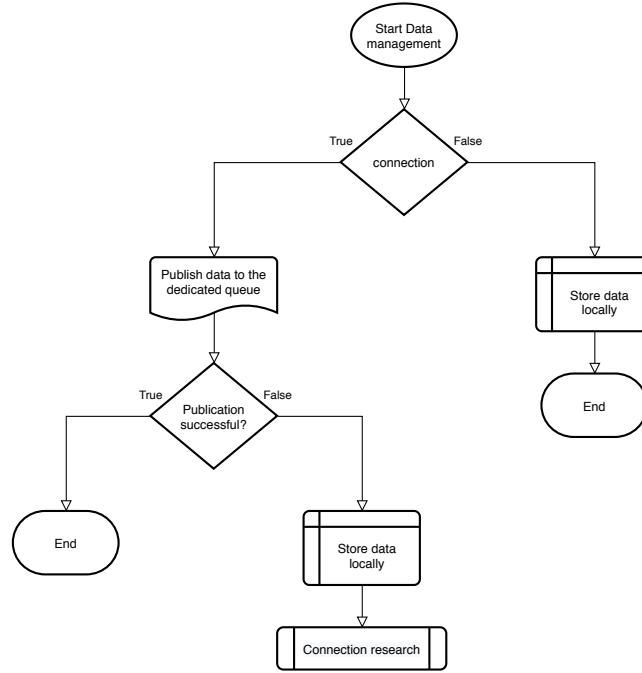 Start Data
management
True
False
connection
Publish data to the
dedicated queue
Store data
locally
True
False
Publication
successful?
End
End
Store data
locally
Connection research